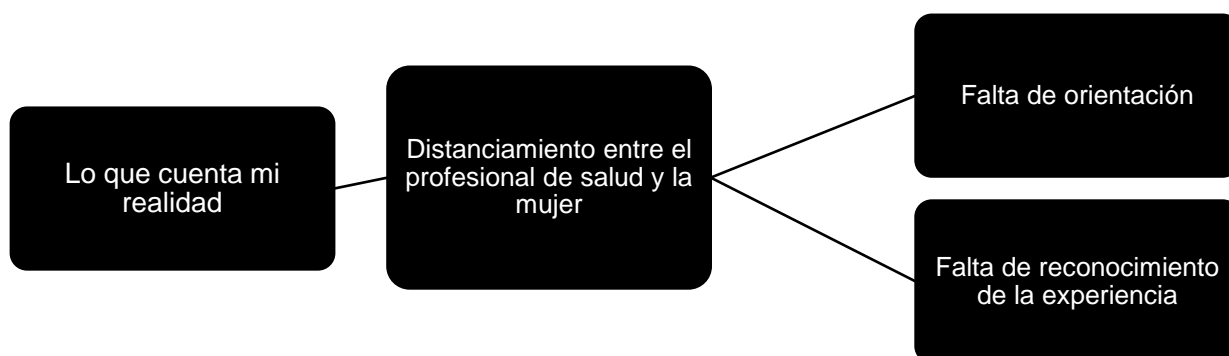 Lo que cuenta mi
realidad
Distanciamiento entre el
profesional de salud y la
mujer
Falta de orientación
Falta de reconocimiento
de la experiencia